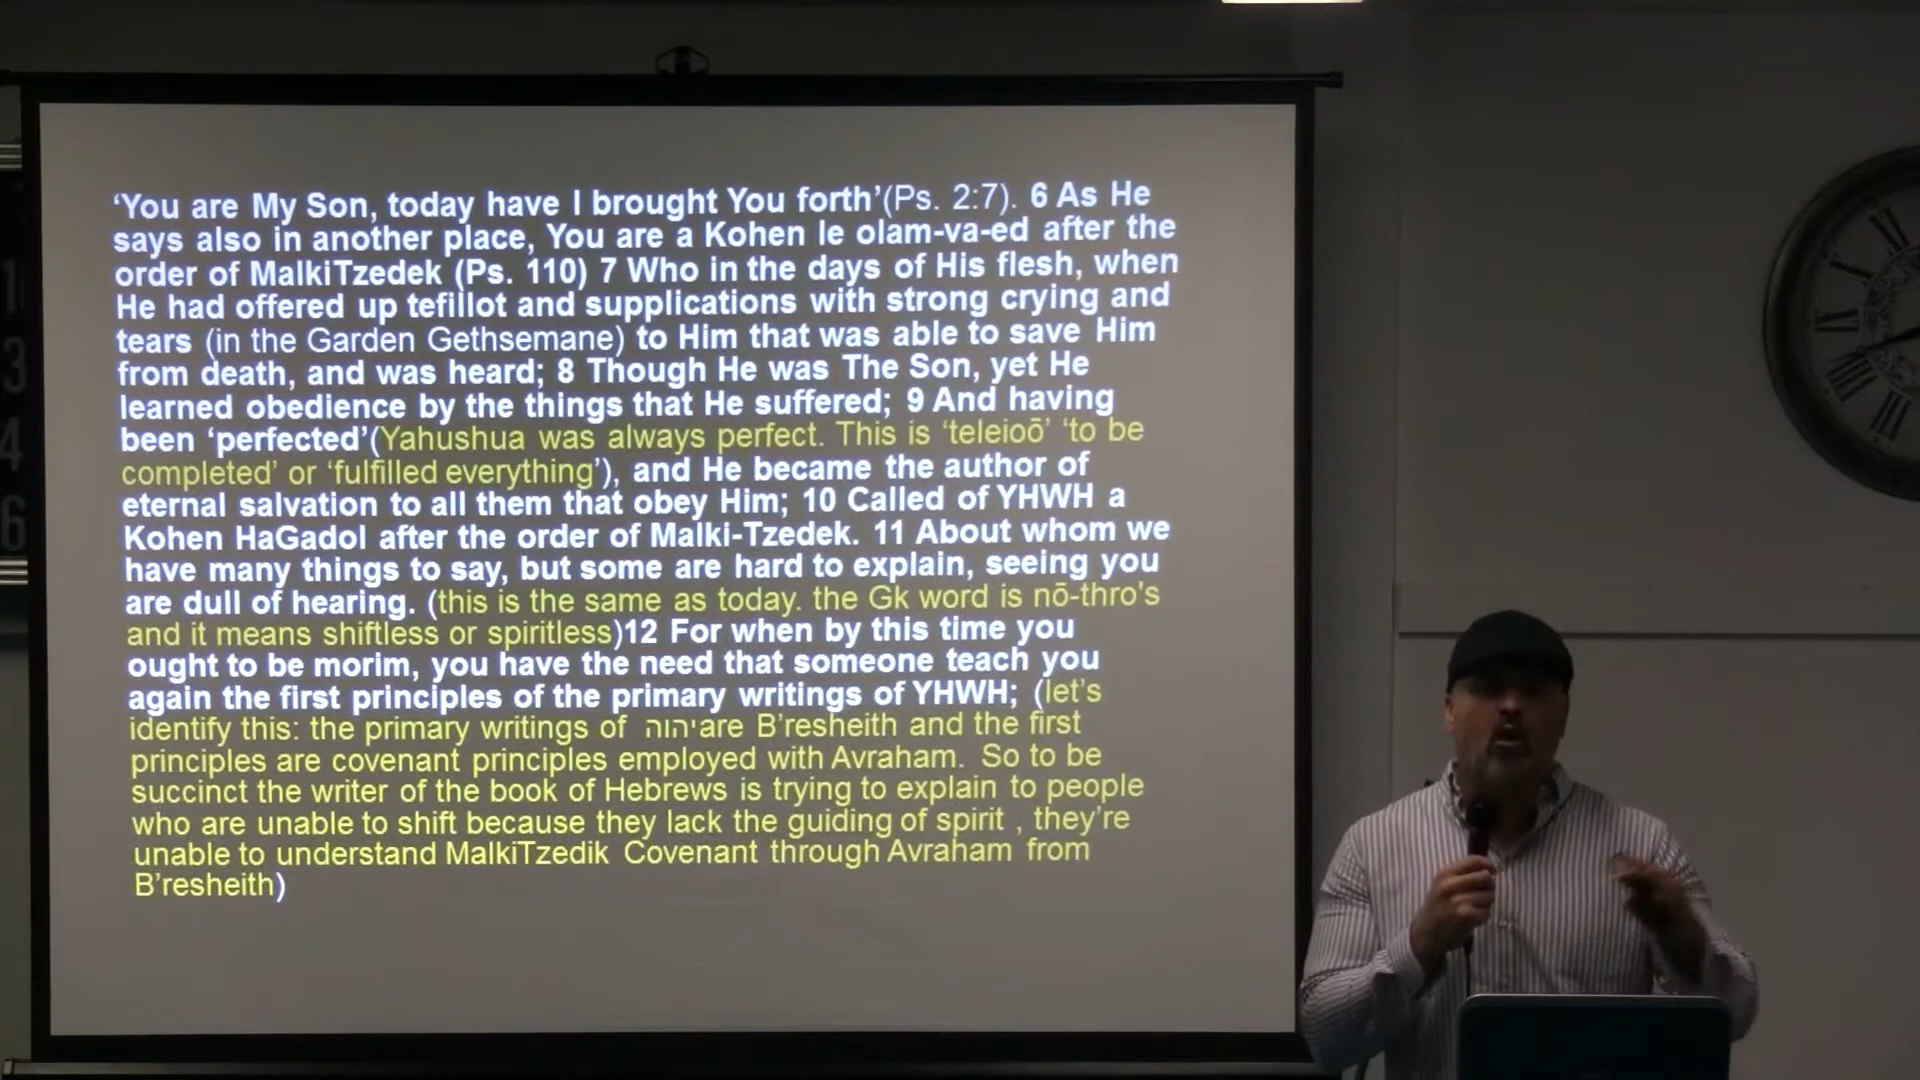 ‘You are My Son, today have I brought You forth’(Ps. 2:7). 6 As He
says also in another place, You are a Kohen le olam-va-ed after the
order of MalkiTzedek (Ps. 110) 7 Who in the days of His flesh, when
He had offered up tefillot and supplications with strong crying and
tears (in the Garden Gethsemane) to Him that was able to save Him
from death, and was heard; 8 Though He was The Son, yet He
learned obedience by the things that He suffered; 9 And having
been ‘perfected’(Yahushua was always perfect. This is ‘teleioō’ ‘to be
completed’ or ‘fulfilled everything’), and He became the author of
eternal salvation to all them that obey Him; 10 Called of YHWH a
Kohen HaGadol after the order of Malki-Tzedek. 11 About whom we
have many things to say, but some are hard to explain, seeing you
are dull of hearing. (this is the same as today. the Gk word is nō-thro's
and it means shiftless or spiritless)12 For when by this time you
ought to be morim, you have the need that someone teach you
again the first principles of the primary writings of YHWH; (let’s
identify this: the primary writings of יהוה are B’resheith and the first
principles are covenant principles employed with Avraham. So to be
succinct the writer of the book of Hebrews is trying to explain to people
who are unable to shift because they lack the guiding of spirit , they’re
unable to understand MalkiTzedik Covenant through Avraham from
B’resheith)
1
3
4
6